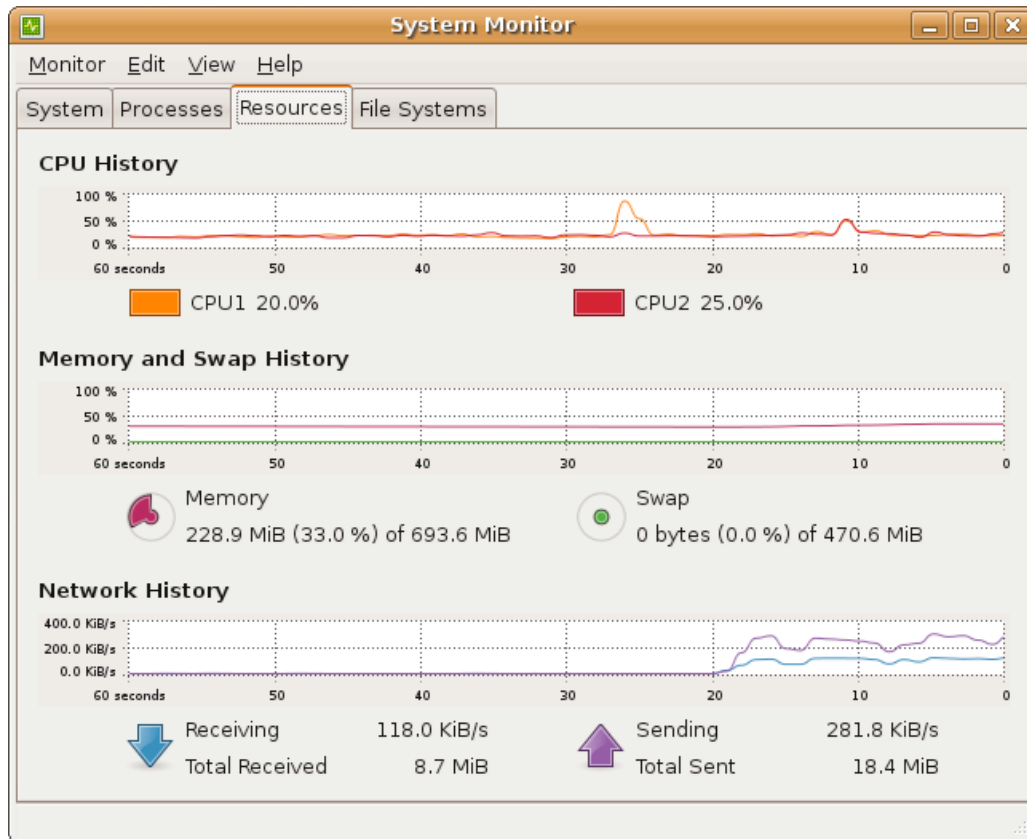 System Monitor
Monitor Edit View Help
System Processes Resources File Systems
CPU History
100 %
50 %
0 %
60 seconds 50 40 30 20 10 0
CPU1 20.0% CPU2 25.0%
Memory and Swap History
100 %
50 %
0 %
60 seconds 50 40 30 20 10 0
Memory Swap
228.9 MiB (33.0 %) of 693.6 MiB 0 bytes (0.0 %) of 470.6 MiB
Network History
400.0 KiB/s
200.0 KiB/s
0.0 KiB/s
60 seconds 50 40 30 20 10 0
Receiving 118.0 KiB/s Sending 281.8 KiB/s
Total Received 8.7 MiB Total Sent 18.4 MiB